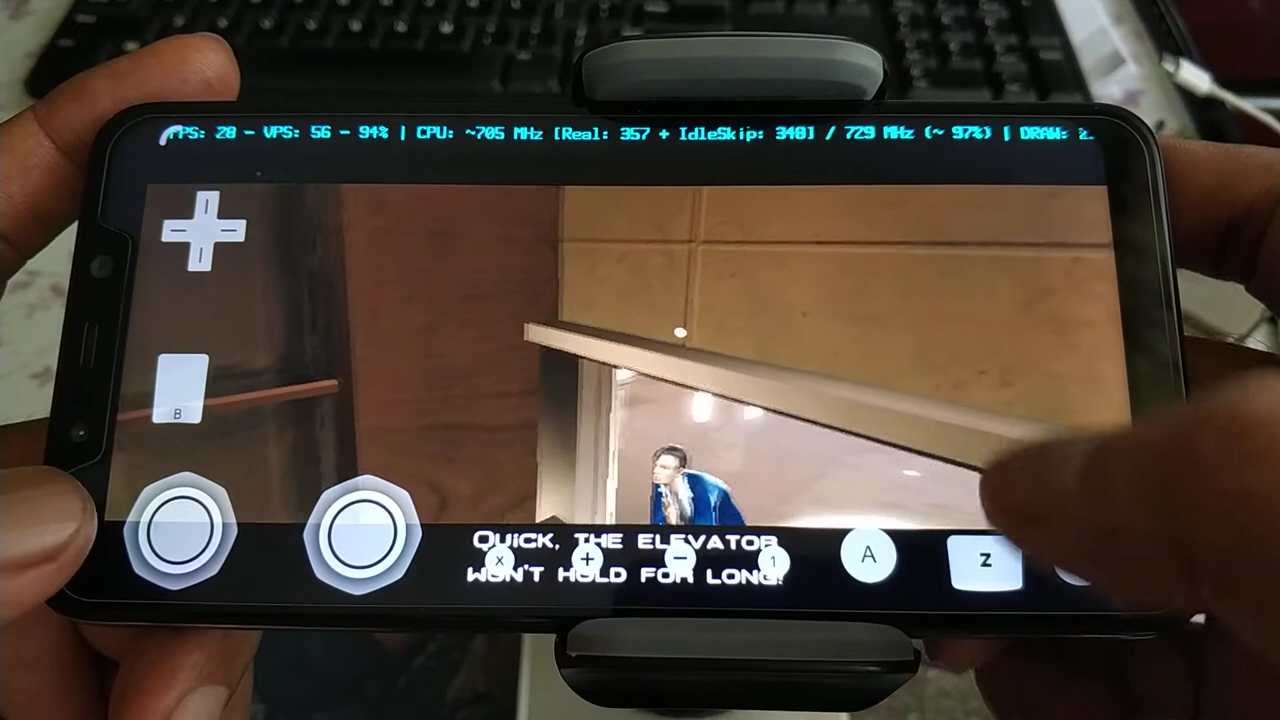 FPS: 28 - VPS: 56 - 94% | CPU: ~705 MHz [Real: 357 + IdleSkip: 348] / 729 MHz (~ 97%) | DRAW:
B
QUICK, THE ELEVATOR
WON'T HOLD FOR LONG!
x + - 1 A Z